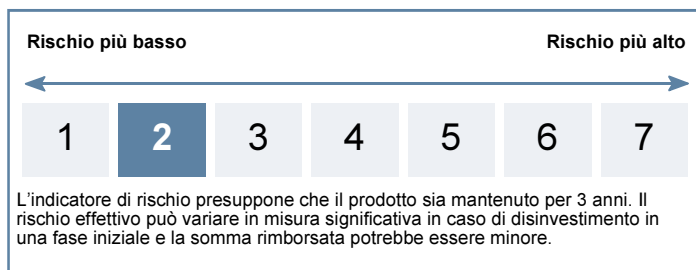 Rischio più basso Rischio più alto
1 2 3 4 5 6 7
L'indicatore di rischio presuppone che il prodotto sia mantenuto per 3 anni. Il
rischio effettivo può variare in misura significativa in caso di disinvestimento in
una fase iniziale e la somma rimborsata potrebbe essere minore.